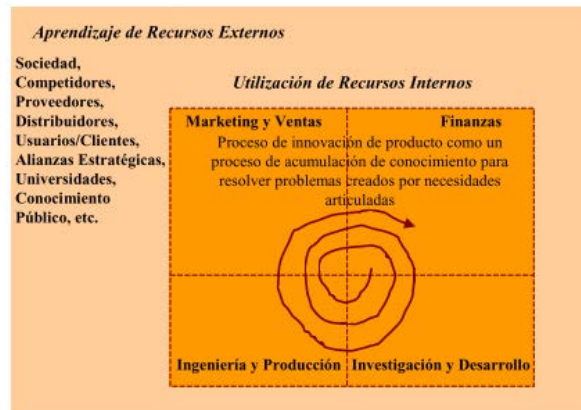 Aprendizaje de Recursos Externos
Sociedad,
Competidores,
Proveedores,
Distribuidores,
Usuarios/Clientes,
Alianzas Estratégicas,
Universidades,
Conocimiento
Público, etc.
Utilización de Recursos Internos
Marketing y Ventas
Finanzas
Proceso de innovación de producto como un
proceso de acumulación de conocimiento para
resolver problemas creados por necesidades
articuladas
Ingeniería y Producción
Investigación y Desarrollo